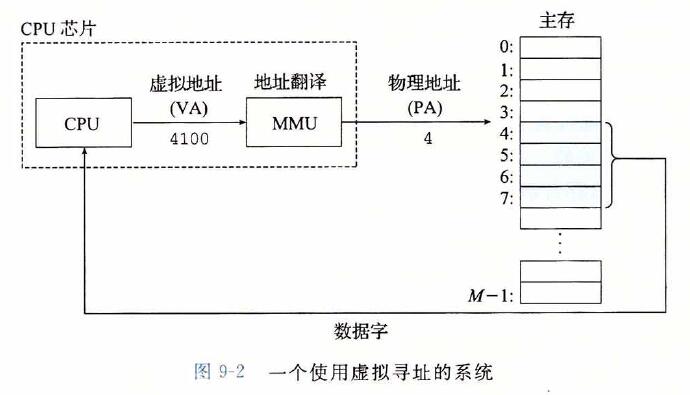 CPU 芯片
主存
虚拟地址
(VA)
4100
地址翻译
物理地址
(PA)
4
CPU
MMU
0:
1:
2:
3:
4:
5:
6:
7:
M−1:
数据字
图 9-2 一个使用虚拟寻址的系统